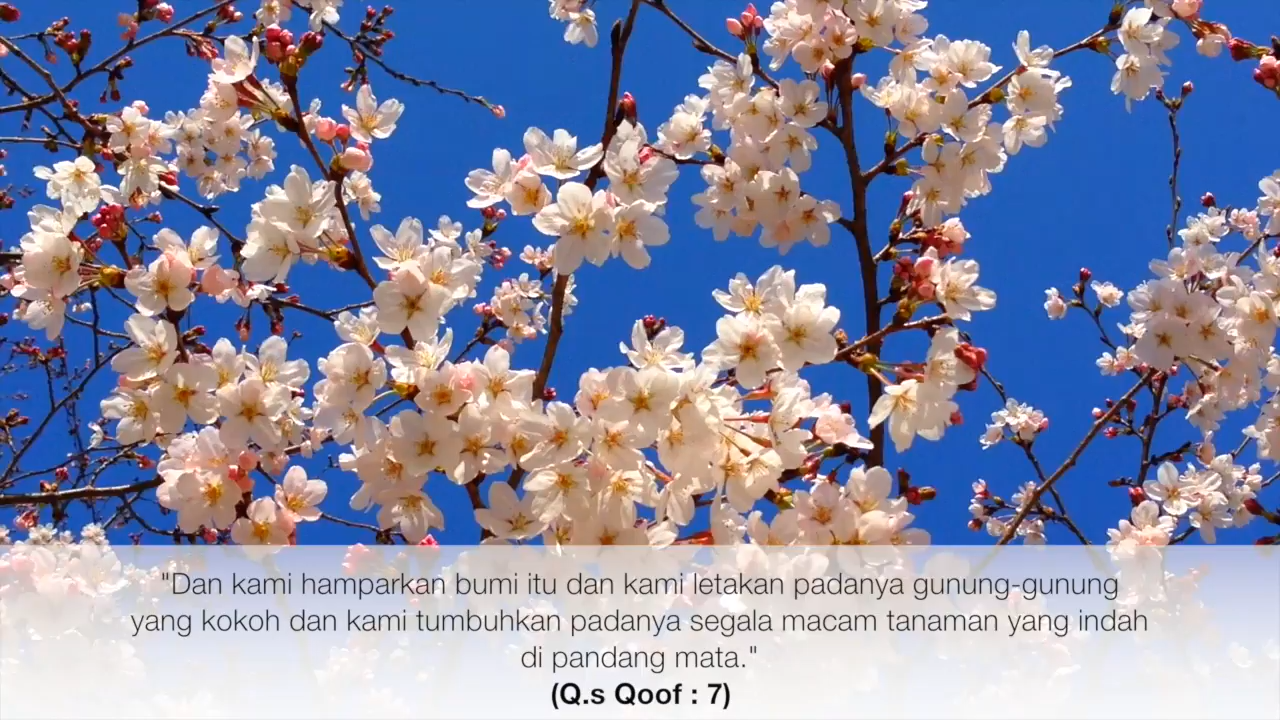 "Dan kami hamparkan bumi itu dan kami letakan padanya gunung-gunung
yang kokoh dan kami tumbuhkan padanya segala macam tanaman yang indah
di pandang mata."
(Q.s Qoof : 7)